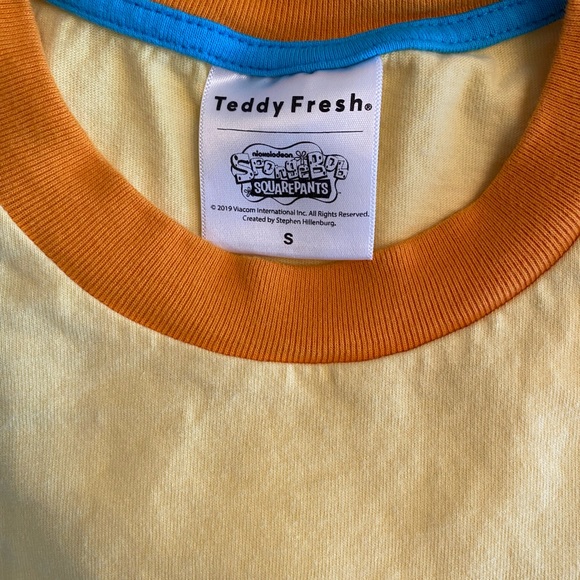 Teddy Fresh®
nickelodeon
SpongeBob
SQUAREPANTS
© 2019 Viacom International Inc. All Rights Reserved.
Created by Stephen Hillenburg.
S